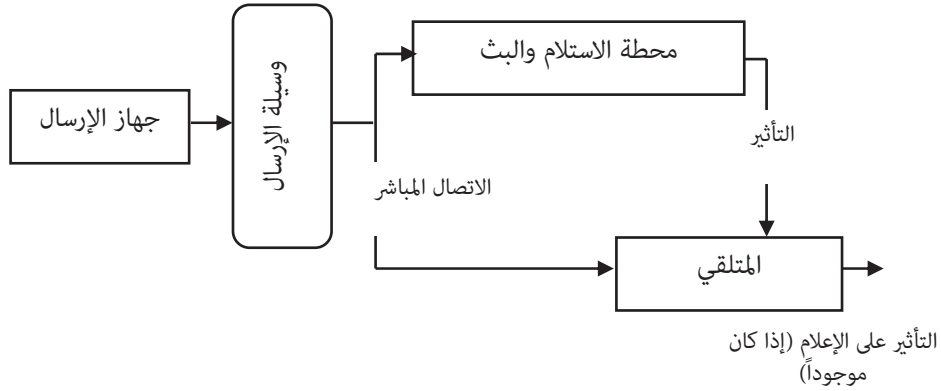 محطة الاستلام والبث
وسيلة الإرسال
جهاز الإرسال
التأثير
الاتصال المباشر
المتلقي
التأثير على الإعلام (إذا كان
موجوداً)